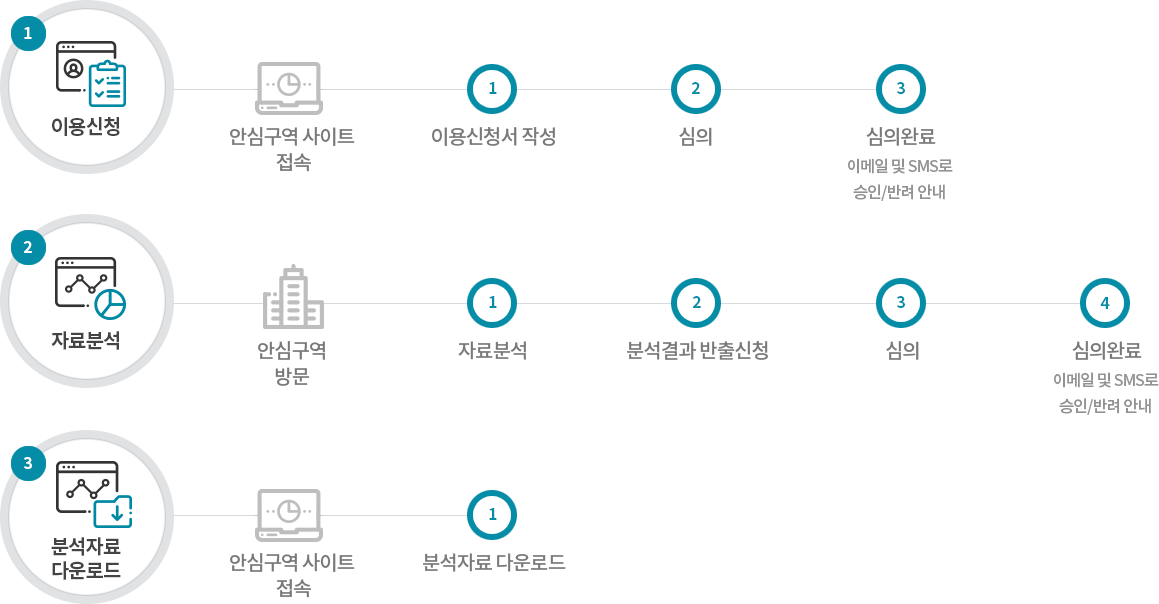 1
이용신청
안심구역 사이트
접속
1
이용신청서 작성
2
심의
3
심의완료
이메일 및 SMS로
승인/반려 안내
2
자료분석
안심구역
방문
1
자료분석
2
분석결과 반출신청
3
심의
4
심의완료
이메일 및 SMS로
승인/반려 안내
3
분석자료
다운로드
안심구역 사이트
접속
1
분석자료 다운로드